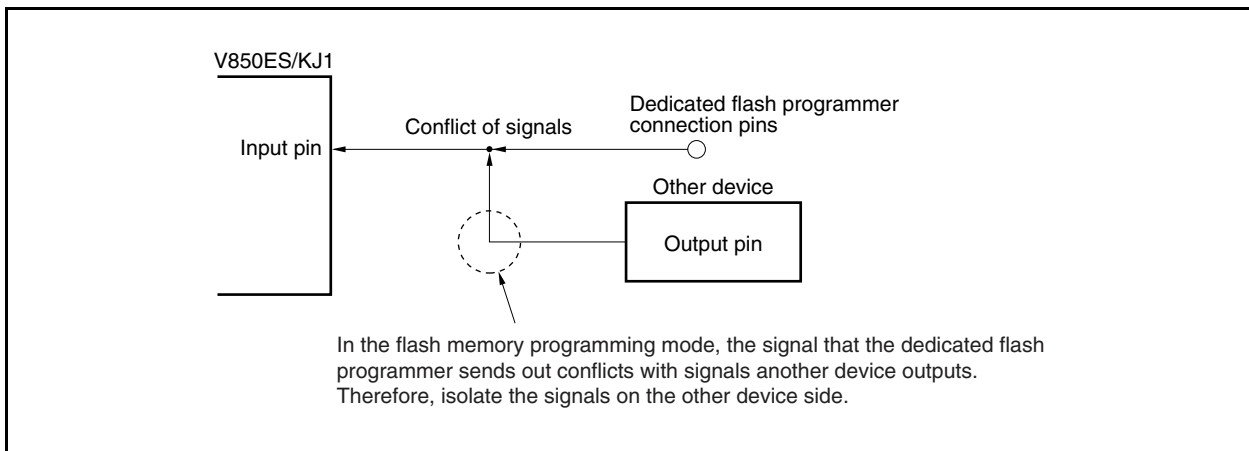 V850ES/KJ1
Dedicated flash programmer
connection pins
Conflict of signals
Input pin
Other device
Output pin
In the flash memory programming mode, the signal that the dedicated flash
programmer sends out conflicts with signals another device outputs.
Therefore, isolate the signals on the other device side.